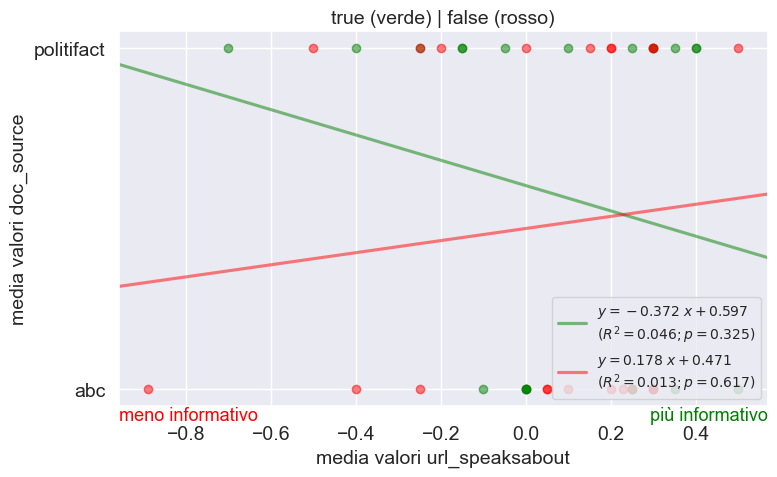 true (verde) | false (rosso)
politifact
media valori doc_source
abc
y = −0.372 x + 0.597
(R² = 0.046; p = 0.325)
y = 0.178 x + 0.471
(R² = 0.013; p = 0.617)
meno informativo
più informativo
−0.8 −0.6 −0.4 −0.2 0.0 0.2 0.4
media valori url_speaksabout